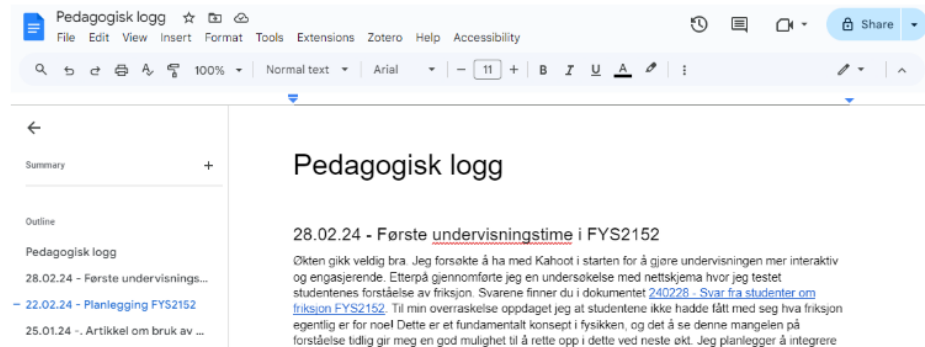 Pedagogisk logg
File Edit View Insert Format Tools Extensions Zotero Help Accessibility
Share
100% Normal text Arial − 11 + B I U A
Summary +
Outline
Pedagogisk logg
28.02.24 - Første undervisnings...
22.02.24 - Planlegging FYS2152
25.01.24 -. Artikkel om bruk av ...
Pedagogisk logg
28.02.24 - Første undervisningstime i FYS2152
Økten gikk veldig bra. Jeg forsøkte å ha med Kahoot i starten for å gjøre undervisningen mer interaktiv
og engasjerende. Etterpå gjennomførte jeg en undersøkelse med nettskjema hvor jeg testet
studentenes forståelse av friksjon. Svarene finner du i dokumentet 240228 - Svar fra studenter om
friksjon FYS2152. Til min overraskelse oppdaget jeg at studentene ikke hadde fått med seg hva friksjon
egentlig er for noe! Dette er et fundamentalt konsept i fysikken, og det å se denne mangelen på
forståelse tidlig gir meg en god mulighet til å rette opp i dette ved neste økt. Jeg planlegger å integrere